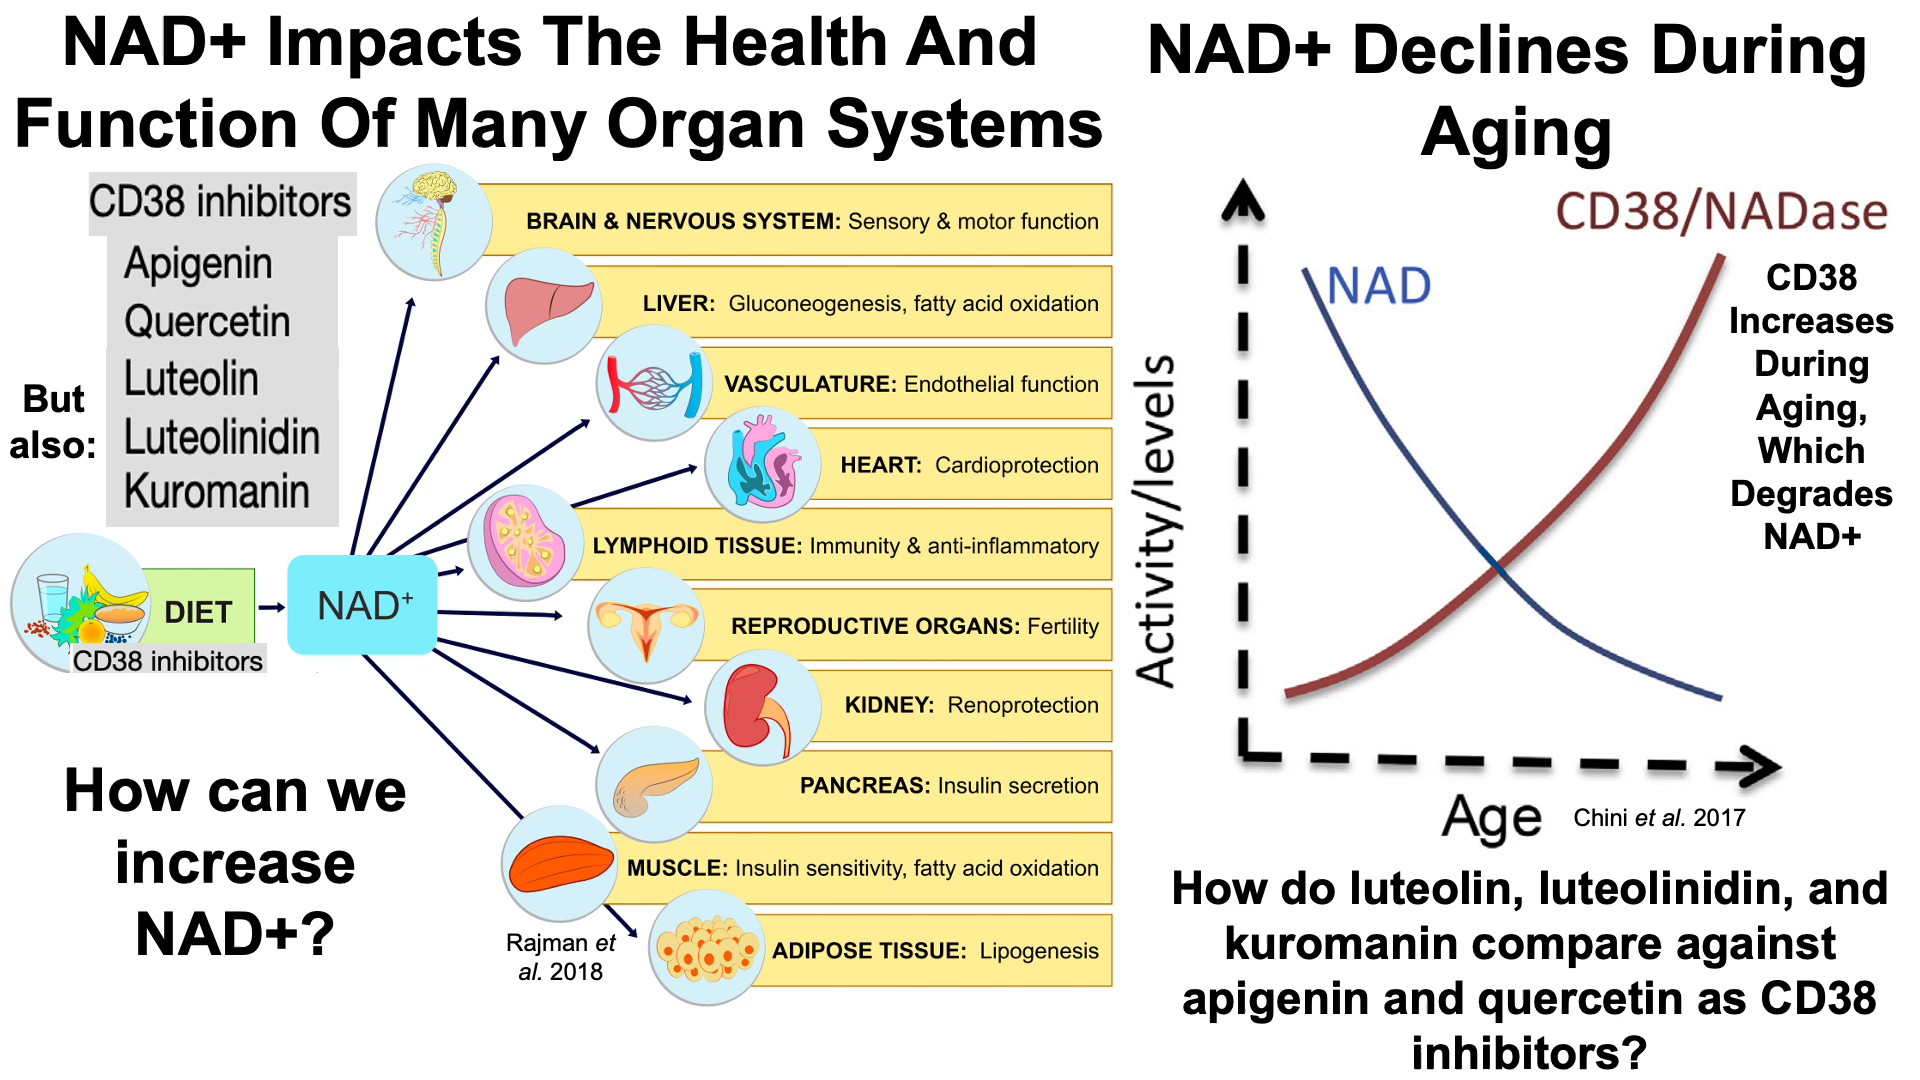 NAD+ Impacts The Health And
Function Of Many Organ Systems
CD38 inhibitors
Apigenin
Quercetin
Luteolin
Luteolinidin
Kuromanin
But
also:
DIET
CD38 inhibitors
NAD⁺
BRAIN & NERVOUS SYSTEM: Sensory & motor function
LIVER: Gluconeogenesis, fatty acid oxidation
VASCULATURE: Endothelial function
HEART: Cardioprotection
LYMPHOID TISSUE: Immunity & anti-inflammatory
REPRODUCTIVE ORGANS: Fertility
KIDNEY: Renoprotection
PANCREAS: Insulin secretion
MUSCLE: Insulin sensitivity, fatty acid oxidation
ADIPOSE TISSUE: Lipogenesis
Rajman et
al. 2018
How can we
increase
NAD+?
NAD+ Declines During
Aging
CD38/NADase
NAD
CD38
Increases
During
Aging,
Which
Degrades
NAD+
Activity/levels
Age
Chini et al. 2017
How do luteolin, luteolinidin, and
kuromanin compare against
apigenin and quercetin as CD38
inhibitors?